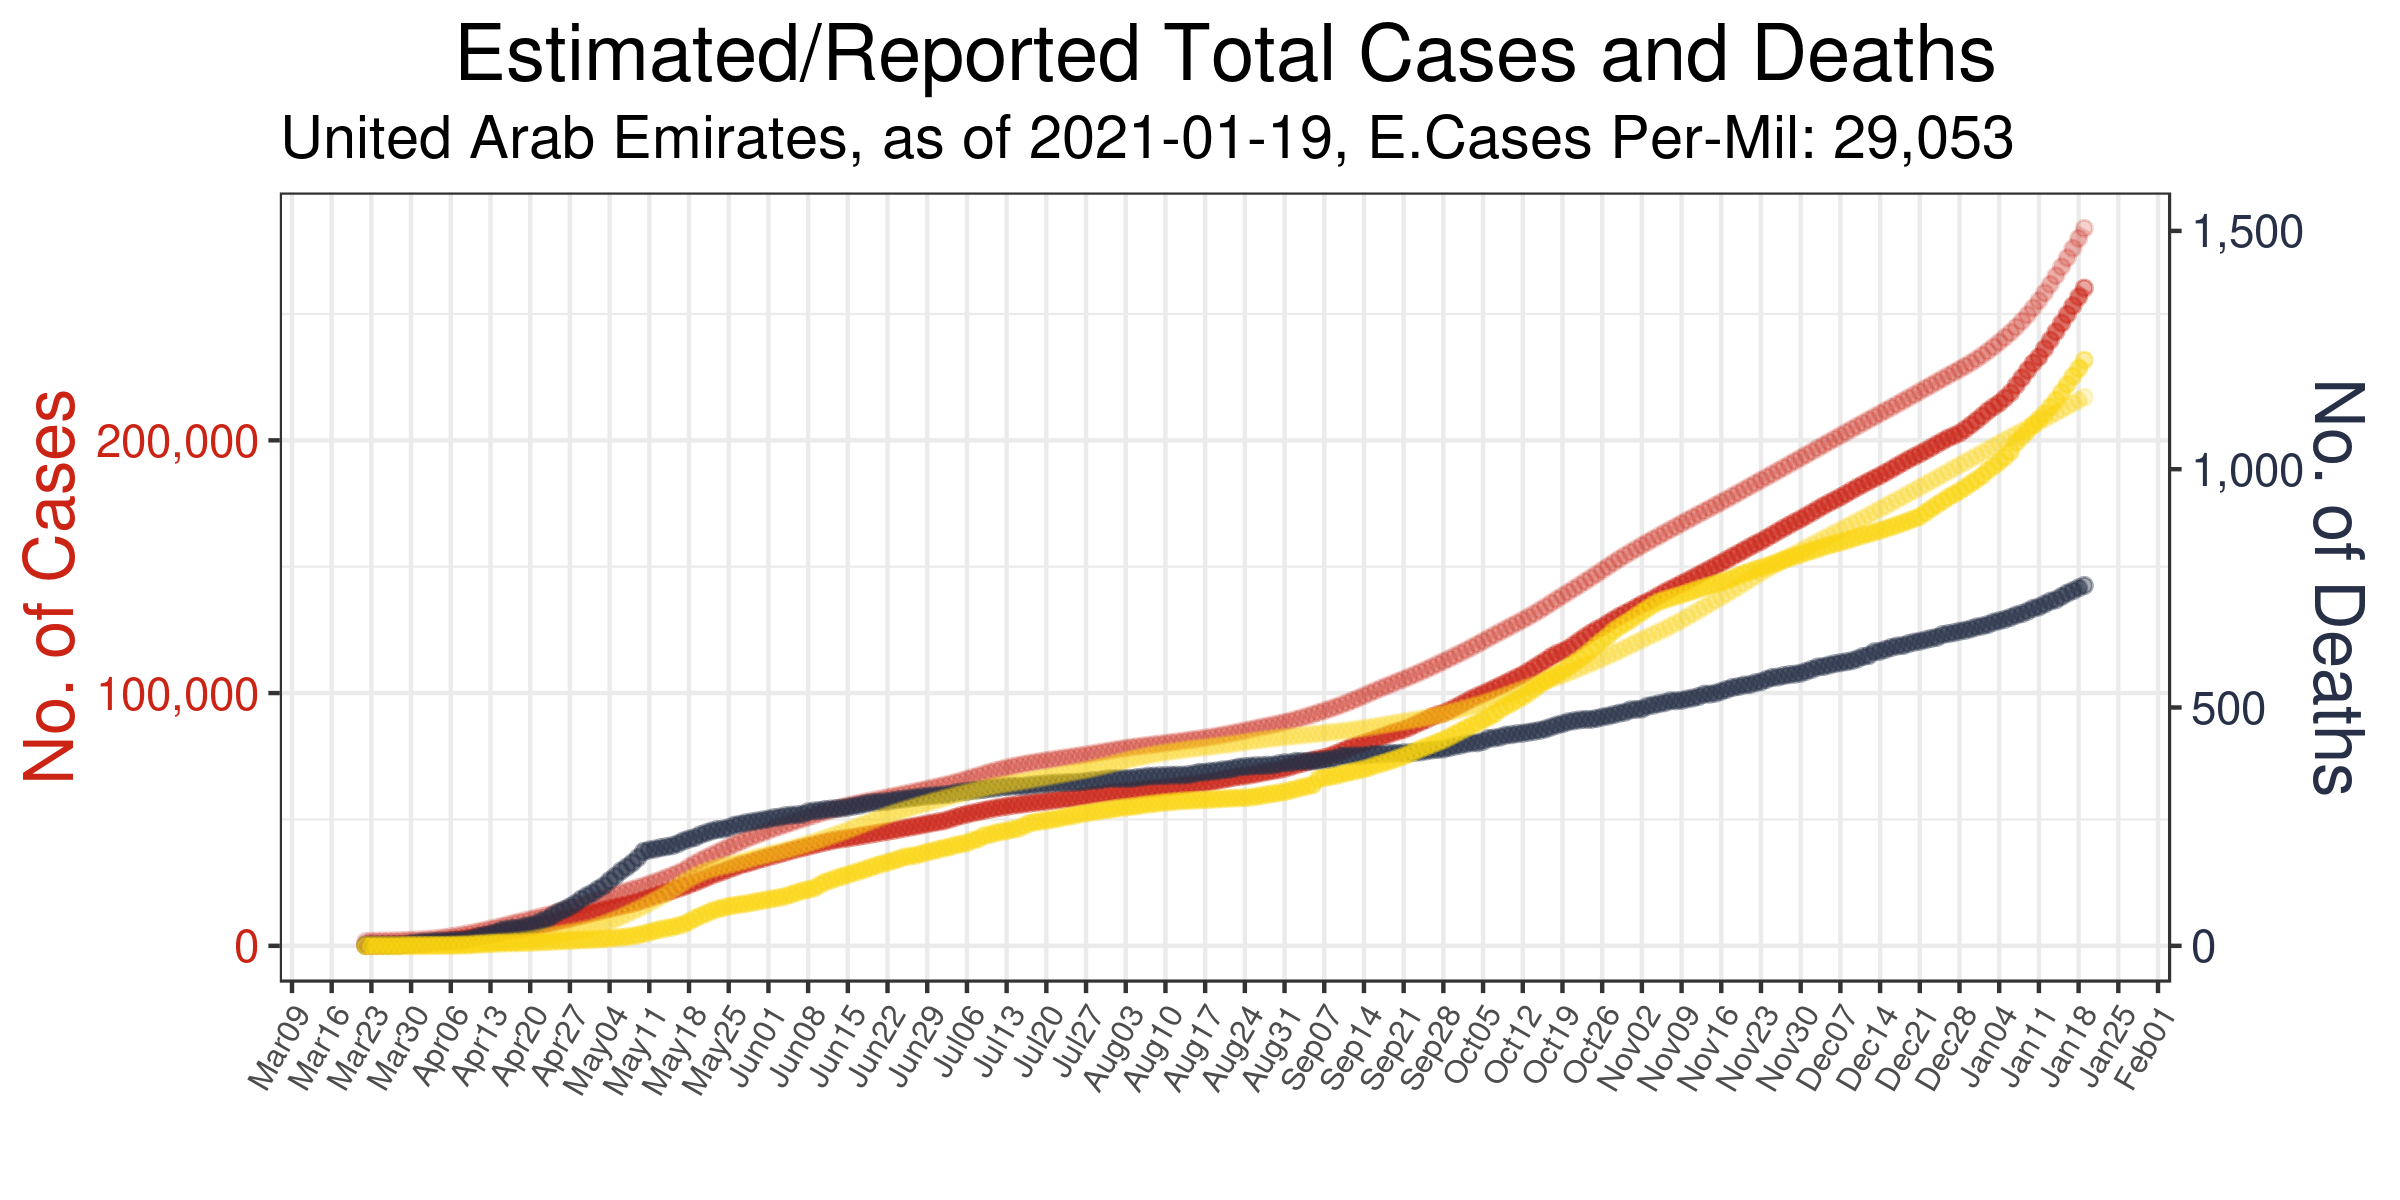 Estimated/Reported Total Cases and Deaths
United Arab Emirates, as of 2021-01-19, E.Cases Per-Mil: 29,053
No. of Cases
200,000
100,000
0
1,500
1,000
500
0
No. of Deaths
Mar09 Mar16 Mar23 Mar30 Apr06 Apr13 Apr20 Apr27 May04 May11 May18 May25 Jun01 Jun08 Jun15 Jun22 Jun29 Jul06 Jul13 Jul20 Jul27 Aug03 Aug10 Aug17 Aug24 Aug31 Sep07 Sep14 Sep21 Sep28 Oct05 Oct12 Oct19 Oct26 Nov02 Nov09 Nov16 Nov23 Nov30 Dec07 Dec14 Dec21 Dec28 Jan04 Jan11 Jan18 Jan25 Feb01